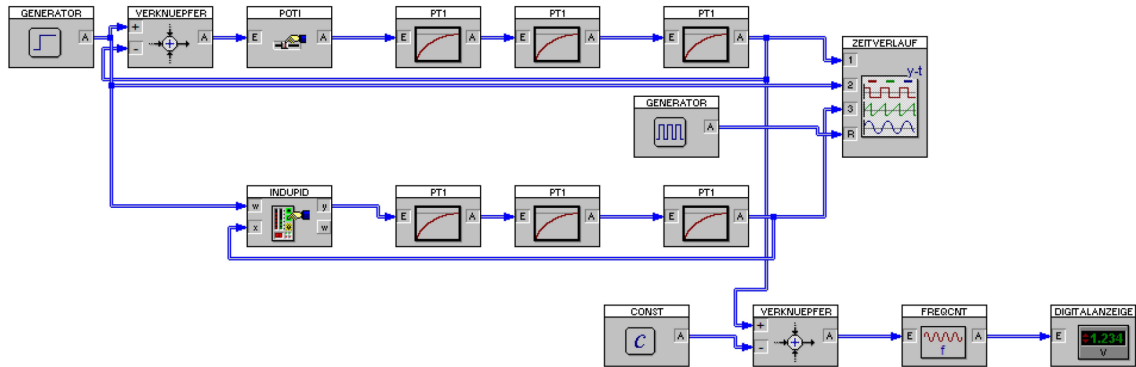 GENERATOR
VERKNUEPFER
POTI
PT1
PT1
PT1
A
+
-
A
E
A
E
A
E
A
E
A
ZEITVERLAUF
1
2
3
R
y-t
GENERATOR
A
INDUPID
PT1
PT1
PT1
w
x
y
w
E
A
E
A
E
A
CONST
VERKNUEPFER
FREQCNT
DIGITALANZEIGE
C
A
+
-
A
E
f
A
E
1.234
V